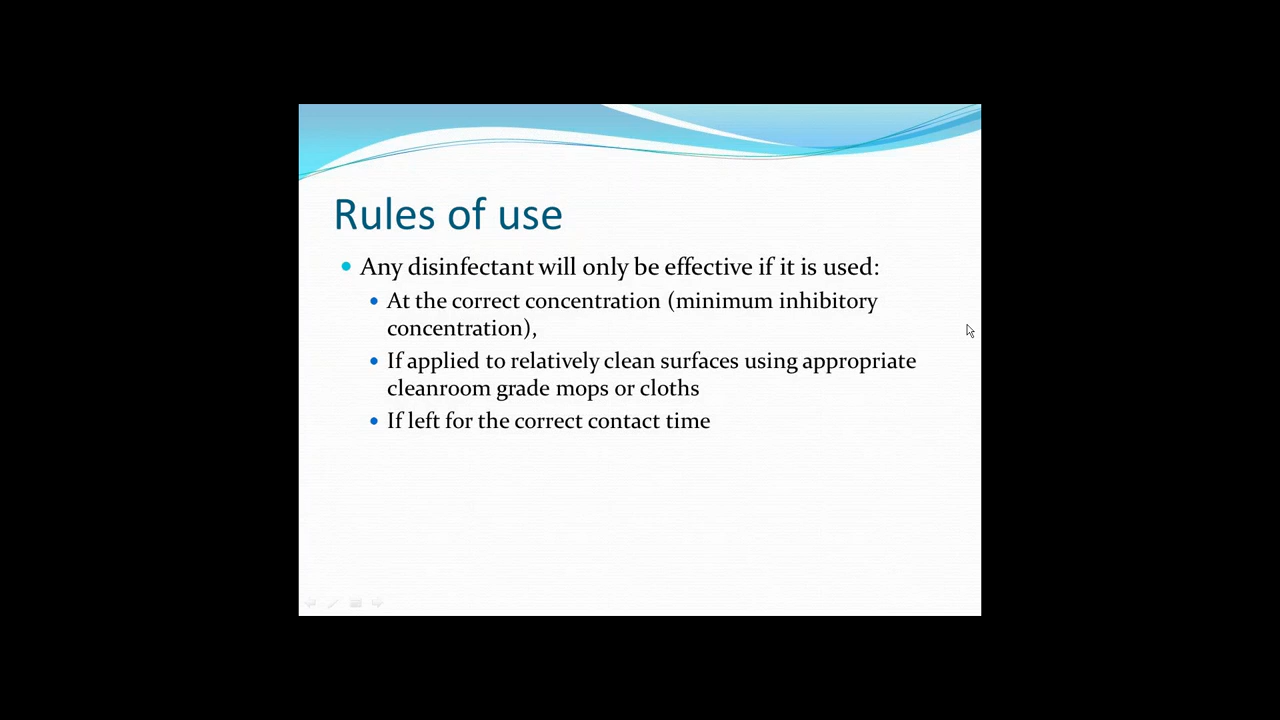 Rules of use
Any disinfectant will only be effective if it is used:
At the correct concentration (minimum inhibitory
concentration),
If applied to relatively clean surfaces using appropriate
cleanroom grade mops or cloths
If left for the correct contact time